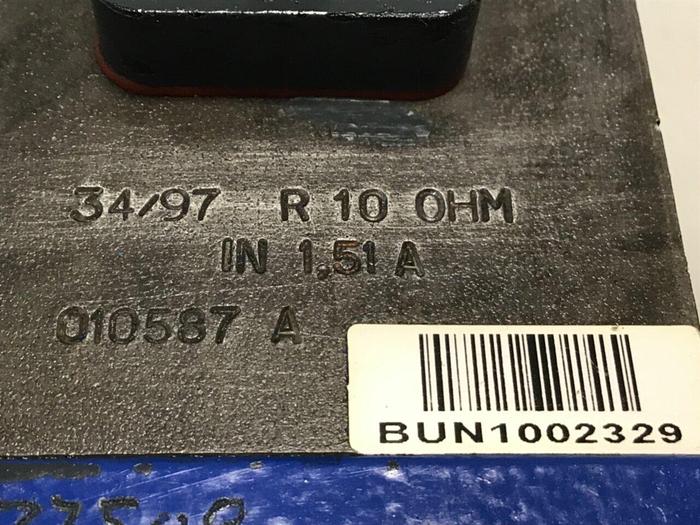 34/97 R 10 OHM
IN 1,51 A
010587 A
BUN1002329